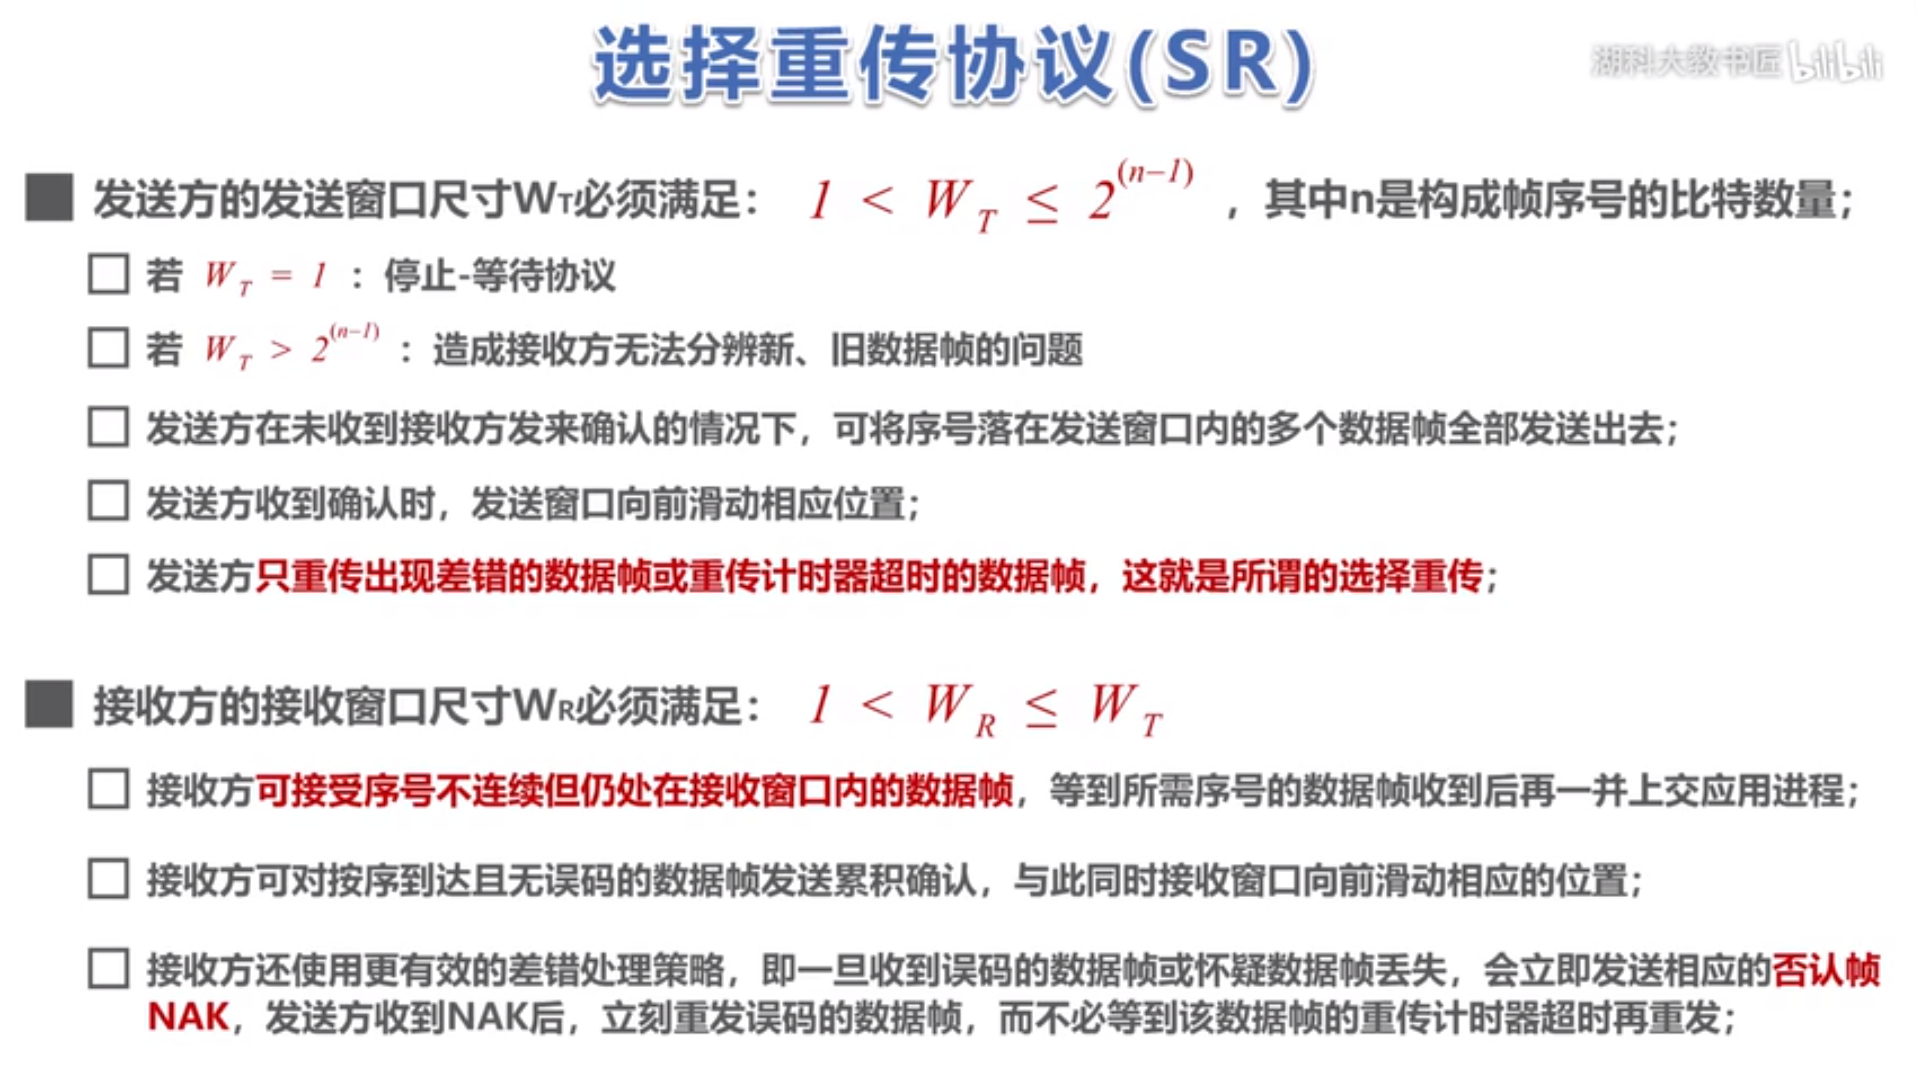 选择重传协议(SR)
湖科大教书匠 bilibili
发送方的发送窗口尺寸WT必须满足： 1 < W_T ≤ 2^(n-1) ，其中n是构成帧序号的比特数量；
若 W_T = 1 ：停止-等待协议
若 W_T > 2^(n-1) ：造成接收方无法分辨新、旧数据帧的问题
发送方在未收到接收方发来确认的情况下，可将序号落在发送窗口内的多个数据帧全部发送出去；
发送方收到确认时，发送窗口向前滑动相应位置；
发送方只重传出现差错的数据帧或重传计时器超时的数据帧，这就是所谓的选择重传；
接收方的接收窗口尺寸WR必须满足： 1 < W_R ≤ W_T
接收方可接受序号不连续但仍处在接收窗口内的数据帧，等到所需序号的数据帧收到后再一并上交应用进程；
接收方可对按序到达且无误码的数据帧发送累积确认，与此同时接收窗口向前滑动相应的位置；
接收方还使用更有效的差错处理策略，即一旦收到误码的数据帧或怀疑数据帧丢失，会立即发送相应的否认帧
NAK，发送方收到NAK后，立刻重发误码的数据帧，而不必等到该数据帧的重传计时器超时再重发；